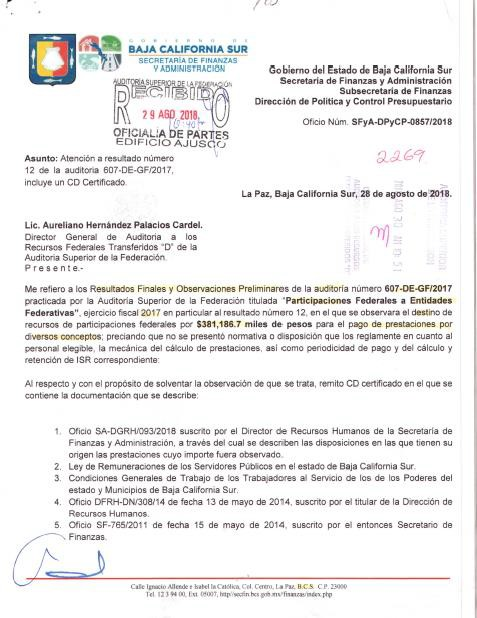 GOBIERNO DE
BAJA CALIFORNIA SUR
SECRETARÍA DE FINANZAS
Y ADMINISTRACIÓN
AUDITORÍA SUPERIOR DE LA FEDERACIÓN
RECIBIDO
29 AGO 2018
OFICIALIA DE PARTES
EDIFICIO AJUSCO
Gobierno del Estado de Baja California Sur
Secretaria de Finanzas y Administración
Subsecretaria de Finanzas
Dirección de Política y Control Presupuestario
Oficio Núm. SFyA-DPyCP-0857/2018
2269
Asunto: Atención a resultado número
12 de la auditoria 607-DE-GF/2017,
incluye un CD Certificado.
La Paz, Baja California Sur, 28 de agosto de 2018.
Lic. Aureliano Hernández Palacios Cardel.
Director General de Auditoria a los
Recursos Federales Transferidos “D” de la
Auditoria Superior de la Federación.
P r e s e n t e.-
Me refiero a los Resultados Finales y Observaciones Preliminares de la auditoría número 607-DE-GF/2017
practicada por la Auditoría Superior de la Federación titulada “Participaciones Federales a Entidades
Federativas”, ejercicio fiscal 2017 en particular al resultado número 12, en el que se observara el destino de
recursos de participaciones federales por $381,186.7 miles de pesos para el pago de prestaciones por
diversos conceptos; preciando que no se presentó normativa o disposición que los reglamente en cuanto al
personal elegible, la mecánica del cálculo de prestaciones, así como periodicidad de pago y del cálculo y
retención de ISR correspondiente:
Al respecto y con el propósito de solventar la observación de que se trata, remito CD certificado en el que se
contiene la documentación que se describe:
1. Oficio SA-DGRH/093/2018 suscrito por el Director de Recursos Humanos de la Secretaría de
Finanzas y Administración, a través del cual se describen las disposiciones en las que tienen su
origen las prestaciones cuyo importe fuera observado.
2. Ley de Remuneraciones de los Servidores Públicos en el estado de Baja California Sur.
3. Condiciones Generales de Trabajo de los Trabajadores al Servicio de los de los Poderes del
estado y Municipios de Baja California Sur.
4. Oficio DFRH-DN/308/14 de fecha 13 de mayo de 2014, suscrito por el titular de la Dirección de
Recursos Humanos.
5. Oficio SF-765/2011 de fecha 15 de mayo de 2014, suscrito por el entonces Secretario de
Finanzas.
Calle Ignacio Allende e Isabel la Católica, Col. Centro, La Paz, B.C.S. C.P. 23000
Tel. 12 3 94 00, Ext. 05007, http://secfin.bcs.gob.mx/finanzas/index.php